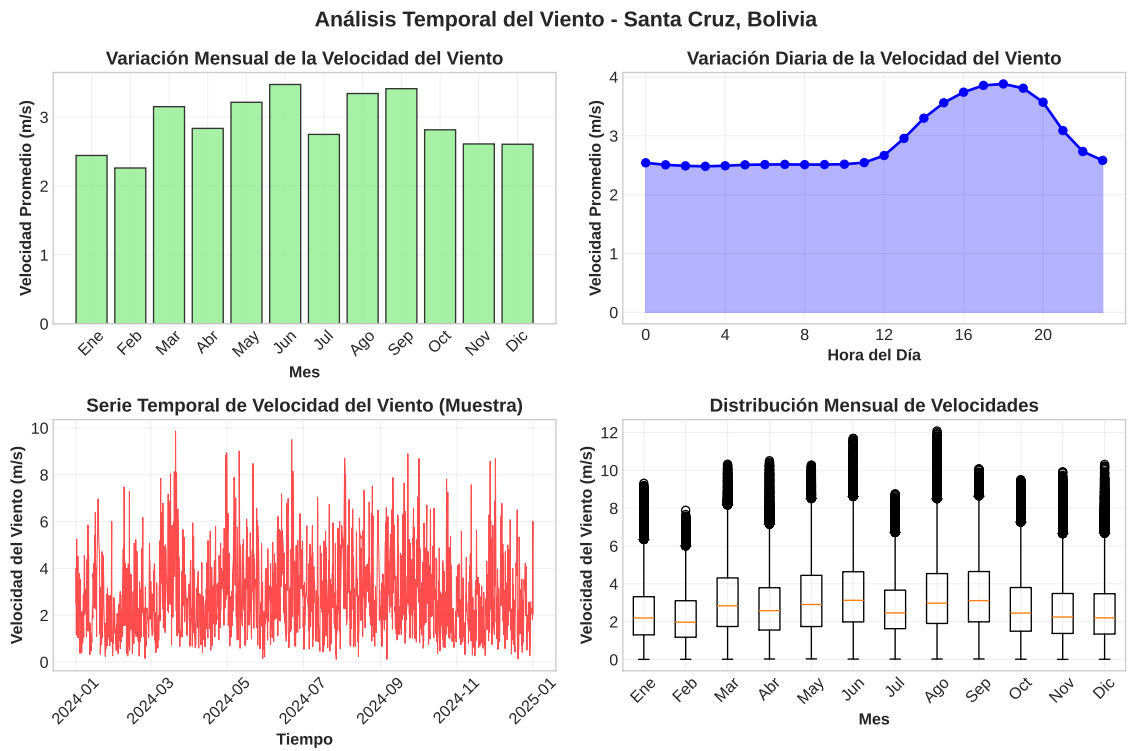 Análisis Temporal del Viento - Santa Cruz, Bolivia
Variación Mensual de la Velocidad del Viento
Velocidad Promedio (m/s)
3
2
1
0
Ene Feb Mar Abr May Jun Jul Ago Sep Oct Nov Dic
Mes
Variación Diaria de la Velocidad del Viento
Velocidad Promedio (m/s)
4
3
2
1
0
0 4 8 12 16 20
Hora del Día
Serie Temporal de Velocidad del Viento (Muestra)
Velocidad del Viento (m/s)
10
8
6
4
2
0
2024-01 2024-03 2024-05 2024-07 2024-09 2024-11 2025-01
Tiempo
Distribución Mensual de Velocidades
Velocidad del Viento (m/s)
12
10
8
6
4
2
0
Ene Feb Mar Abr May Jun Jul Ago Sep Oct Nov Dic
Mes